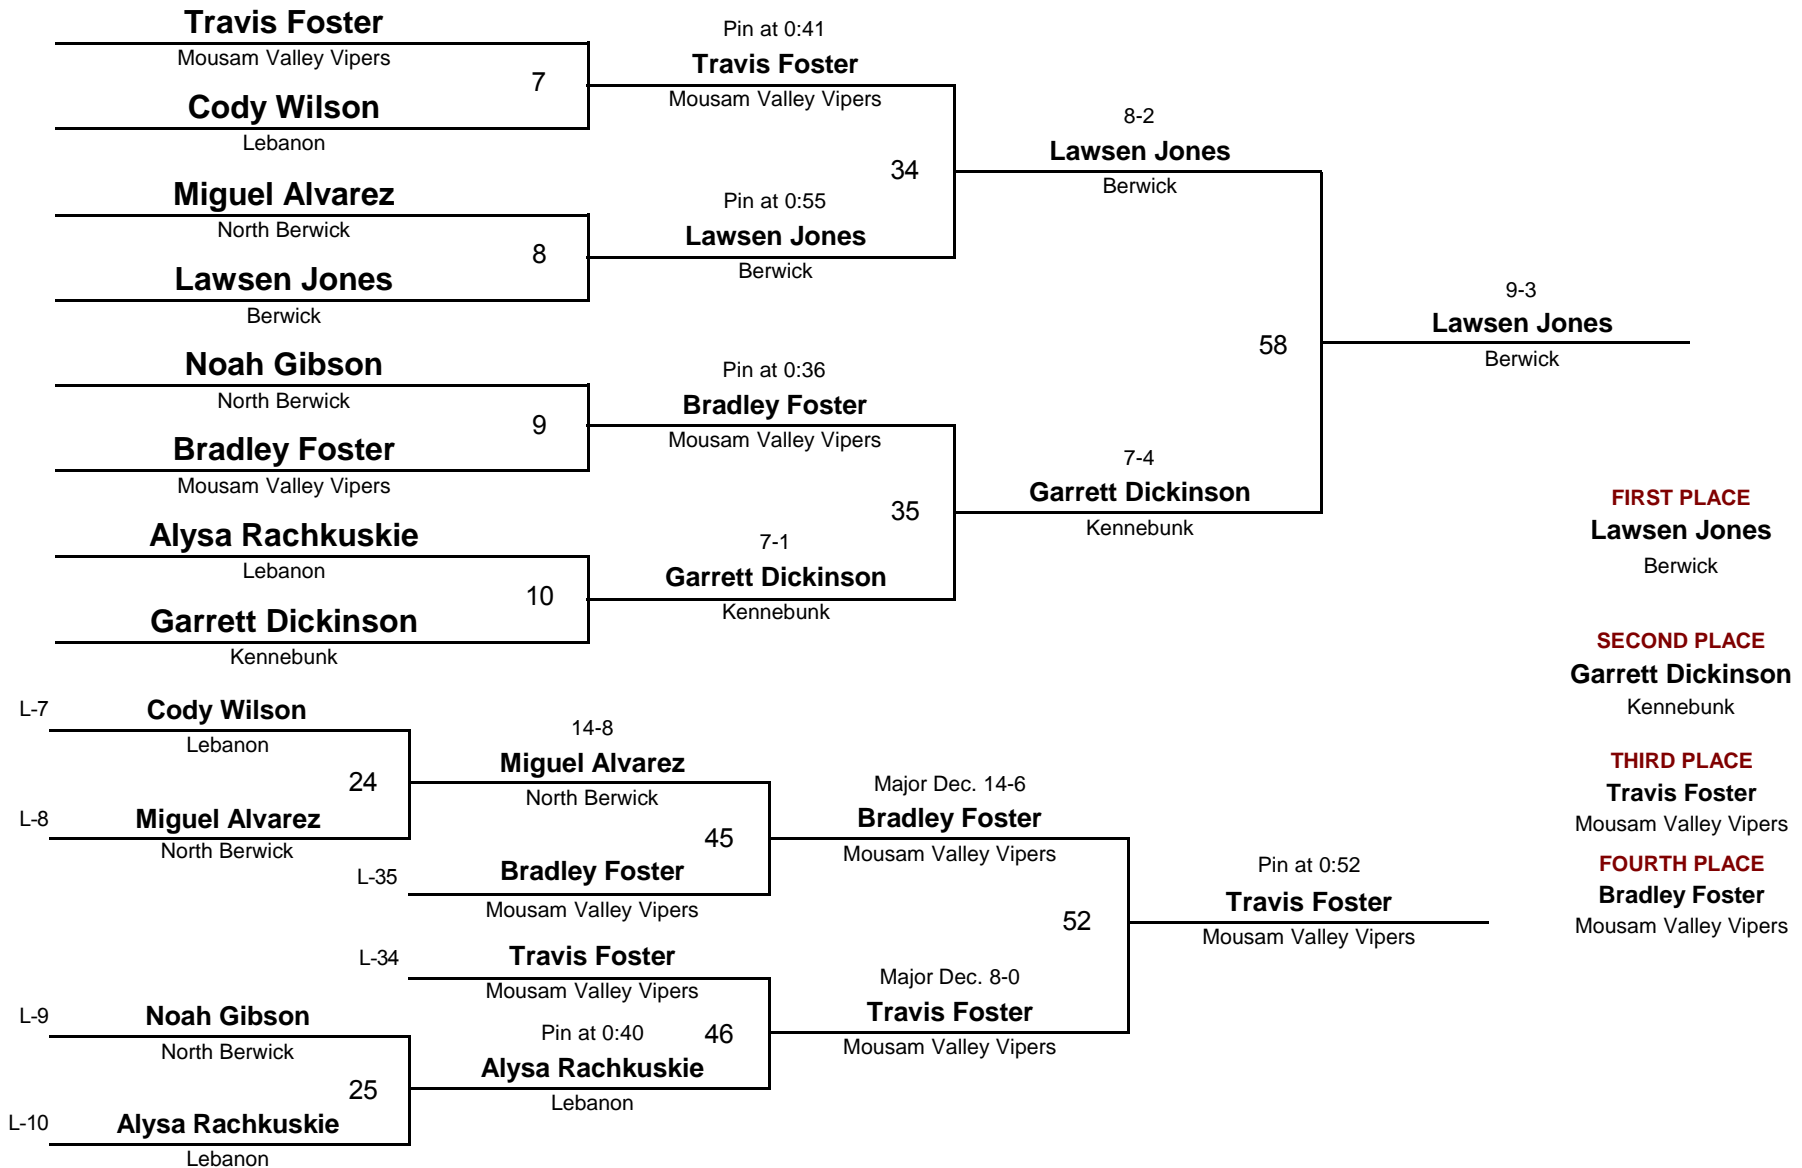 Travis Foster
Mousam Valley Vipers
7
Cody Wilson
Lebanon
Pin at 0:41
Travis Foster
Mousam Valley Vipers
34
Miguel Alvarez
North Berwick
8
Lawsen Jones
Berwick
Pin at 0:55
Lawsen Jones
Berwick
8-2
Lawsen Jones
Berwick
58
Noah Gibson
North Berwick
9
Bradley Foster
Mousam Valley Vipers
Pin at 0:36
Bradley Foster
Mousam Valley Vipers
35
Alysa Rachkuskie
Lebanon
10
Garrett Dickinson
Kennebunk
7-1
Garrett Dickinson
Kennebunk
7-4
Garrett Dickinson
Kennebunk
9-3
Lawsen Jones
Berwick
FIRST PLACE
Lawsen Jones
Berwick
SECOND PLACE
Garrett Dickinson
Kennebunk
THIRD PLACE
Travis Foster
Mousam Valley Vipers
FOURTH PLACE
Bradley Foster
Mousam Valley Vipers
L-7
Cody Wilson
Lebanon
24
L-8
Miguel Alvarez
North Berwick
14-8
Miguel Alvarez
North Berwick
45
L-35
Bradley Foster
Mousam Valley Vipers
Major Dec. 14-6
Bradley Foster
Mousam Valley Vipers
52
L-34
Travis Foster
Mousam Valley Vipers
46
L-9
Noah Gibson
North Berwick
25
L-10
Alysa Rachkuskie
Lebanon
Pin at 0:40
Alysa Rachkuskie
Lebanon
Major Dec. 8-0
Travis Foster
Mousam Valley Vipers
Pin at 0:52
Travis Foster
Mousam Valley Vipers